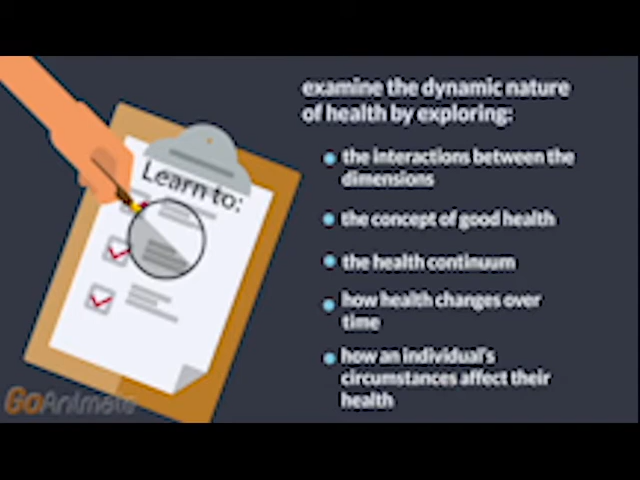 examine the dynamic nature
of health by exploring:
the interactions between the
dimensions
the concept of good health
the health continuum
how health changes over
time
how an individual's
circumstances affect their
health
Learn to:
GoAnimate